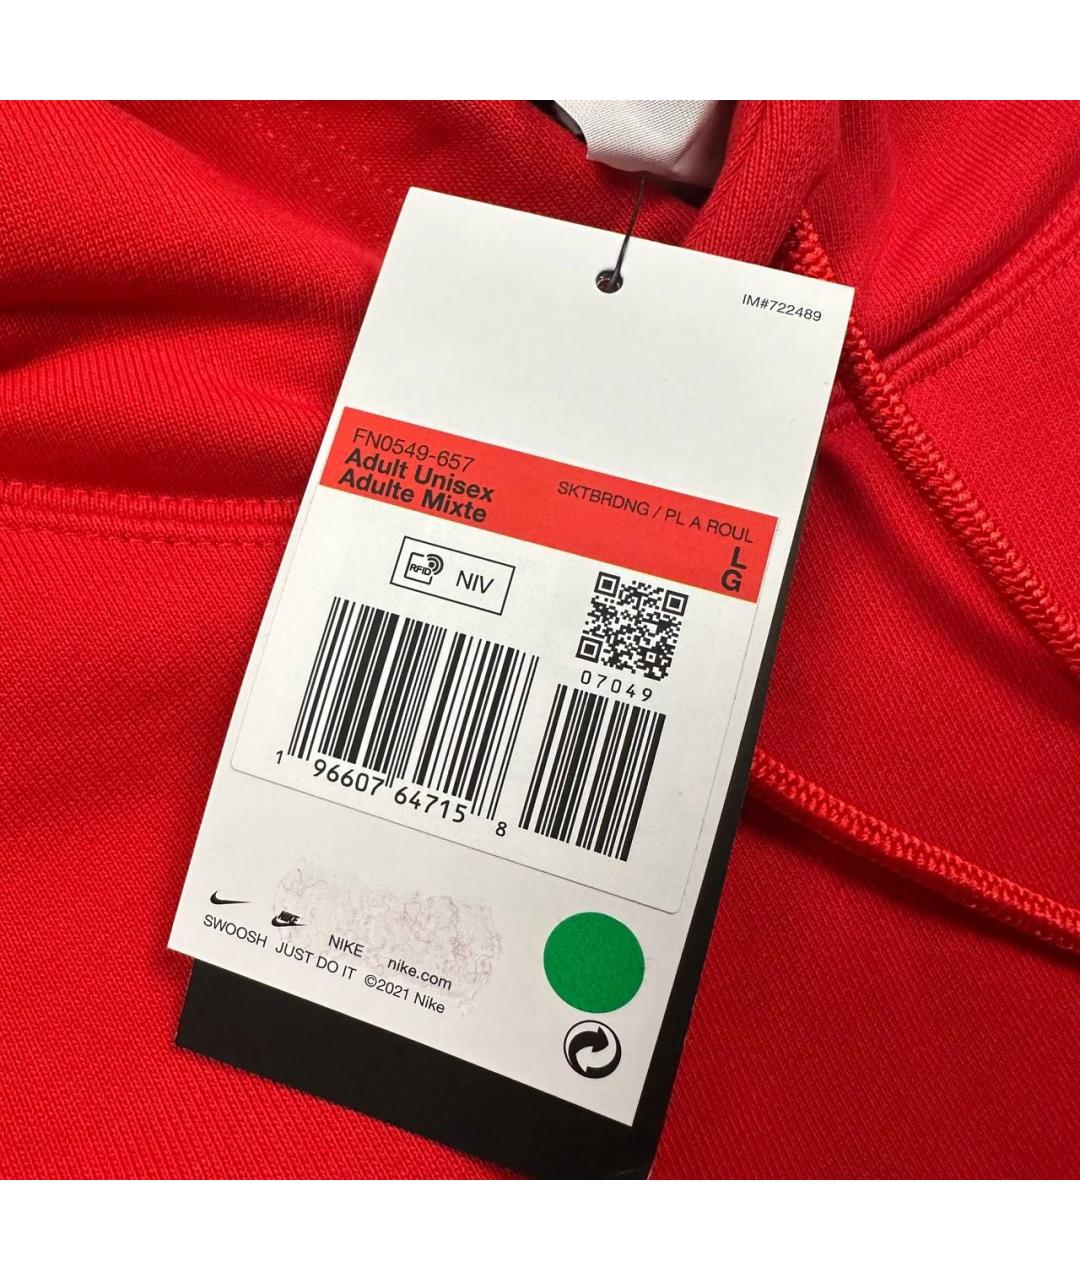 IM#722489
FN0549-657
Adult Unisex
Adulte Mixte
SKTBRDNG / PL A ROUL
L
G
RFID NIV
07049
1 96607 64715 8
NIKE
SWOOSH JUST DO IT NIKE nike.com
©2021 Nike